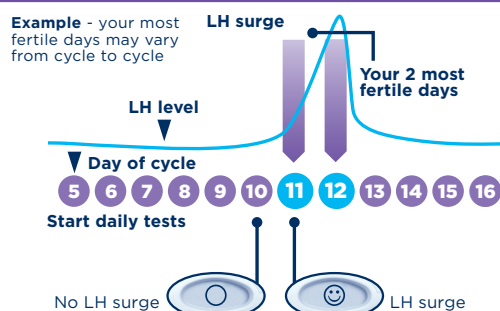 Example - your most
fertile days may vary
from cycle to cycle
LH surge
Your 2 most
fertile days
LH level
Day of cycle
5 6 7 8 9 10 11 12 13 14 15 16
Start daily tests
No LH surge
LH surge